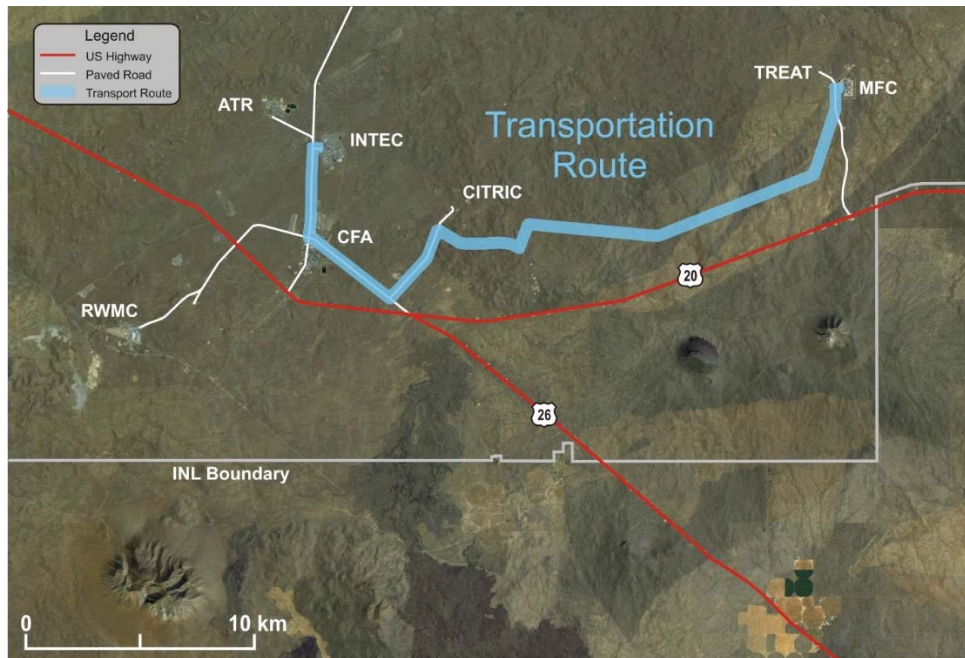 Legend
US Highway
Paved Road
Transport Route
TREAT
MFC
ATR
INTEC
Transportation
Route
CITRIC
CFA
20
RWMC
26
INL Boundary
0
10 km